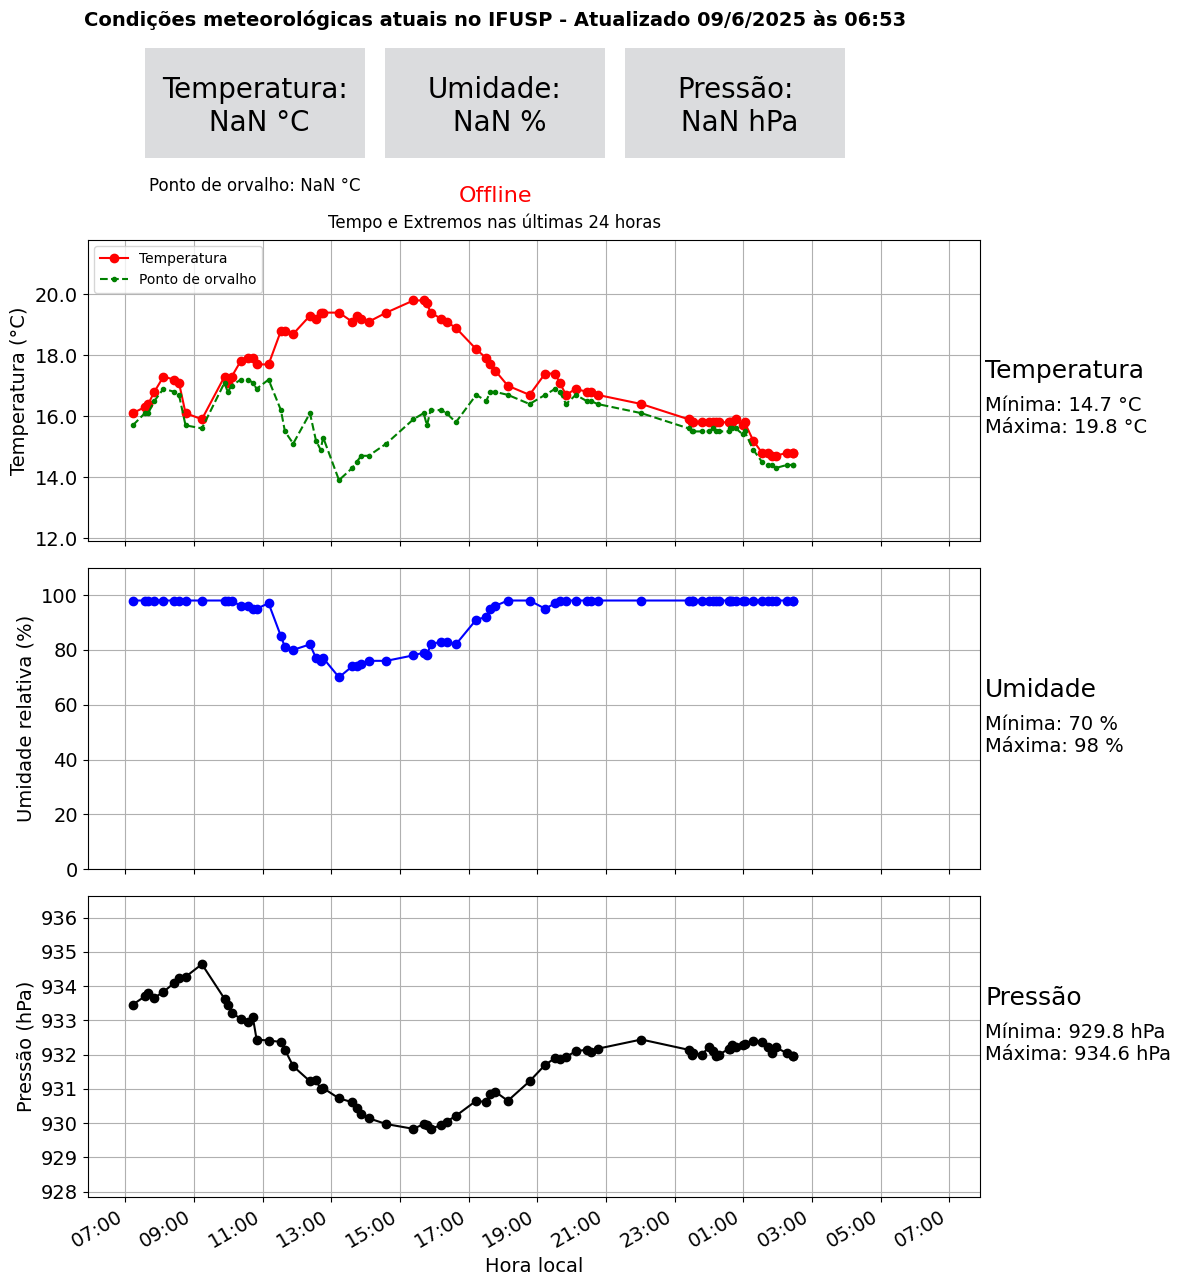 Condições meteorológicas atuais no IFUSP - Atualizado 09/6/2025 às 06:53
Temperatura:
NaN °C
Umidade:
NaN %
Pressão:
NaN hPa
Ponto de orvalho: NaN °C
Offline
Tempo e Extremos nas últimas 24 horas
Temperatura
Ponto de orvalho
Temperatura (°C)
20.0
18.0
16.0
14.0
12.0
Temperatura
Mínima: 14.7 °C
Máxima: 19.8 °C
Umidade relativa (%)
100
80
60
40
20
0
Umidade
Mínima: 70 %
Máxima: 98 %
Pressão (hPa)
936
935
934
933
932
931
930
929
928
Pressão
Mínima: 929.8 hPa
Máxima: 934.6 hPa
07:00 09:00 11:00 13:00 15:00 17:00 19:00 21:00 23:00 01:00 03:00 05:00 07:00
Hora local